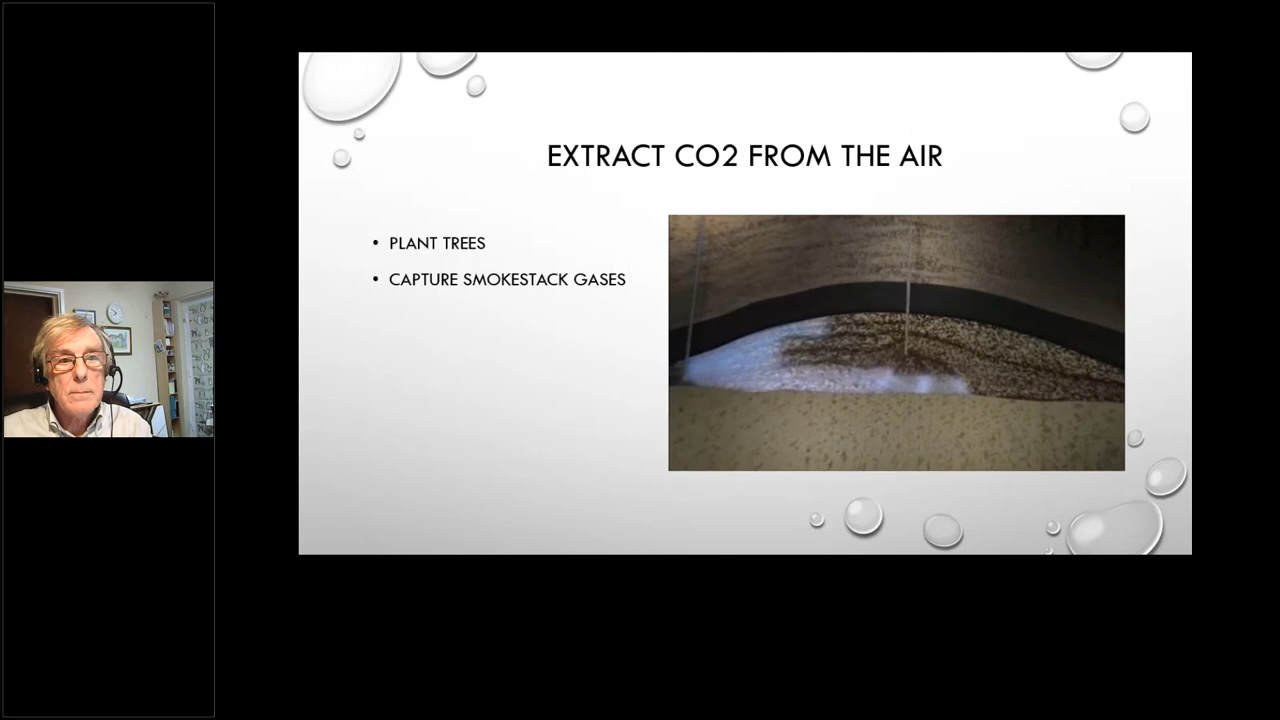 EXTRACT CO2 FROM THE AIR
• PLANT TREES
• CAPTURE SMOKESTACK GASES